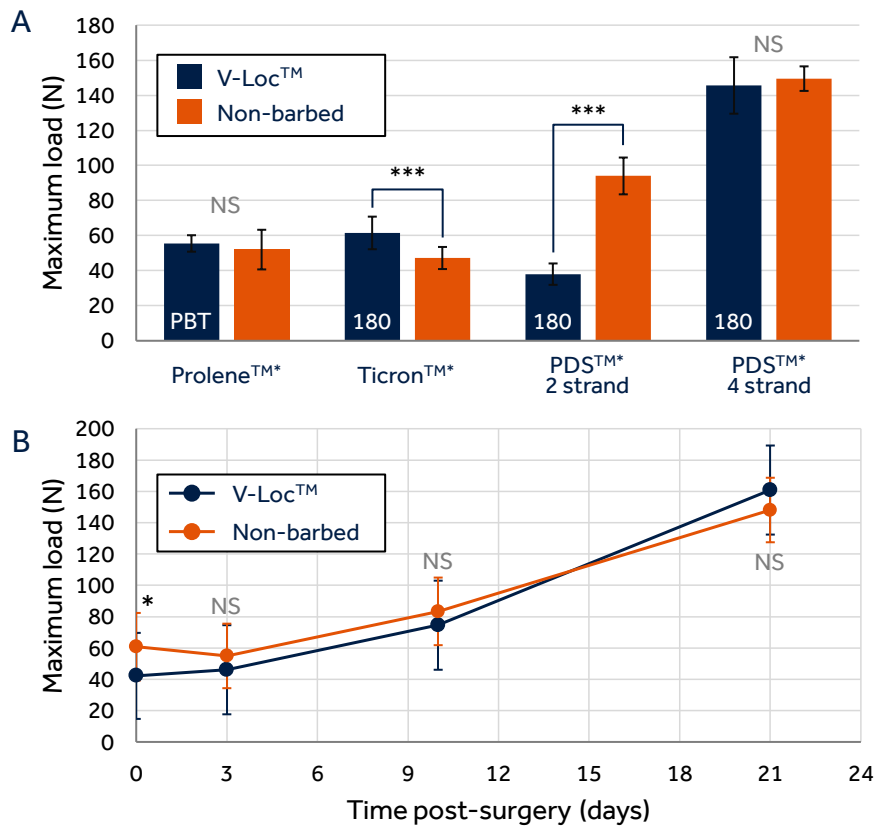 A
Maximum load (N)
180
160
140
120
100
80
60
40
20
0
V-Loc™
Non-barbed
NS
***
***
NS
PBT
180
180
180
Prolene™*
Ticron™*
PDS™*
2 strand
PDS™*
4 strand
B
Maximum load (N)
200
180
160
140
120
100
80
60
40
20
0
V-Loc™
Non-barbed
*
NS
NS
NS
0
3
6
9
12
15
18
21
24
Time post-surgery (days)